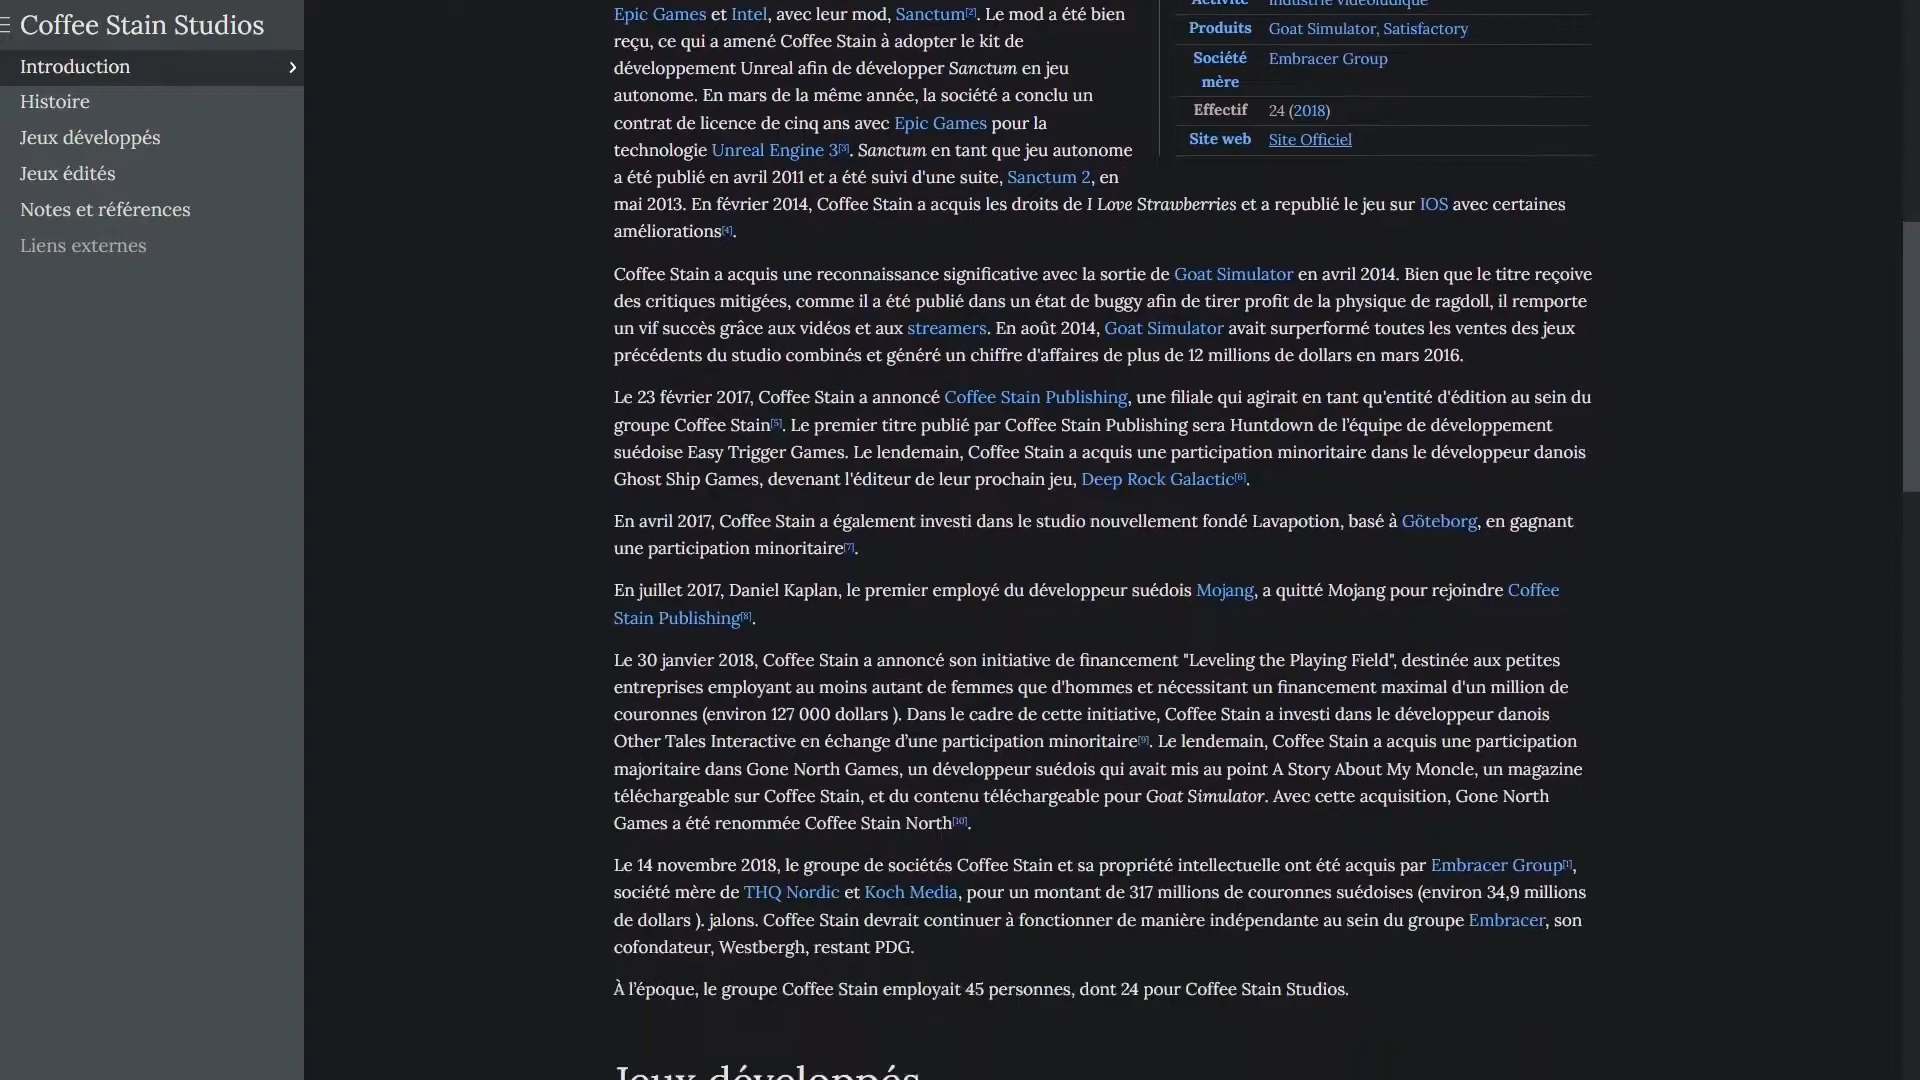 Coffee Stain Studios
Introduction
Histoire
Jeux développés
Jeux édités
Notes et références
Liens externes
Epic Games et Intel, avec leur mod, Sanctum[2]. Le mod a été bien
reçu, ce qui a amené Coffee Stain à adopter le kit de
développement Unreal afin de développer Sanctum en jeu
autonome. En mars de la même année, la société a conclu un
contrat de licence de cinq ans avec Epic Games pour la
technologie Unreal Engine 3[3]. Sanctum en tant que jeu autonome
a été publié en avril 2011 et a été suivi d'une suite, Sanctum 2, en
mai 2013. En février 2014, Coffee Stain a acquis les droits de I Love Strawberries et a republié le jeu sur IOS avec certaines
améliorations[4].
Activité Industrie vidéoludique
Produits Goat Simulator, Satisfactory
Société mère Embracer Group
Effectif 24 (2018)
Site web Site Officiel
Coffee Stain a acquis une reconnaissance significative avec la sortie de Goat Simulator en avril 2014. Bien que le titre reçoive
des critiques mitigées, comme il a été publié dans un état de buggy afin de tirer profit de la physique de ragdoll, il remporte
un vif succès grâce aux vidéos et aux streamers. En août 2014, Goat Simulator avait surperformé toutes les ventes des jeux
précédents du studio combinés et généré un chiffre d'affaires de plus de 12 millions de dollars en mars 2016.
Le 23 février 2017, Coffee Stain a annoncé Coffee Stain Publishing, une filiale qui agirait en tant qu'entité d'édition au sein du
groupe Coffee Stain[5]. Le premier titre publié par Coffee Stain Publishing sera Huntdown de l'équipe de développement
suédoise Easy Trigger Games. Le lendemain, Coffee Stain a acquis une participation minoritaire dans le développeur danois
Ghost Ship Games, devenant l'éditeur de leur prochain jeu, Deep Rock Galactic[6].
En avril 2017, Coffee Stain a également investi dans le studio nouvellement fondé Lavapotion, basé à Göteborg, en gagnant
une participation minoritaire[7].
En juillet 2017, Daniel Kaplan, le premier employé du développeur suédois Mojang, a quitté Mojang pour rejoindre Coffee
Stain Publishing[8].
Le 30 janvier 2018, Coffee Stain a annoncé son initiative de financement "Leveling the Playing Field", destinée aux petites
entreprises employant au moins autant de femmes que d'hommes et nécessitant un financement maximal d'un million de
couronnes (environ 127 000 dollars ). Dans le cadre de cette initiative, Coffee Stain a investi dans le développeur danois
Other Tales Interactive en échange d’une participation minoritaire[9]. Le lendemain, Coffee Stain a acquis une participation
majoritaire dans Gone North Games, un développeur suédois qui avait mis au point A Story About My Moncle, un magazine
téléchargeable sur Coffee Stain, et du contenu téléchargeable pour Goat Simulator. Avec cette acquisition, Gone North
Games a été renommée Coffee Stain North[10].
Le 14 novembre 2018, le groupe de sociétés Coffee Stain et sa propriété intellectuelle ont été acquis par Embracer Group[1],
société mère de THQ Nordic et Koch Media, pour un montant de 317 millions de couronnes suédoises (environ 34,9 millions
de dollars ). jalons. Coffee Stain devrait continuer à fonctionner de manière indépendante au sein du groupe Embracer, son
cofondateur, Westbergh, restant PDG.
À l’époque, le groupe Coffee Stain employait 45 personnes, dont 24 pour Coffee Stain Studios.
Jeux développés